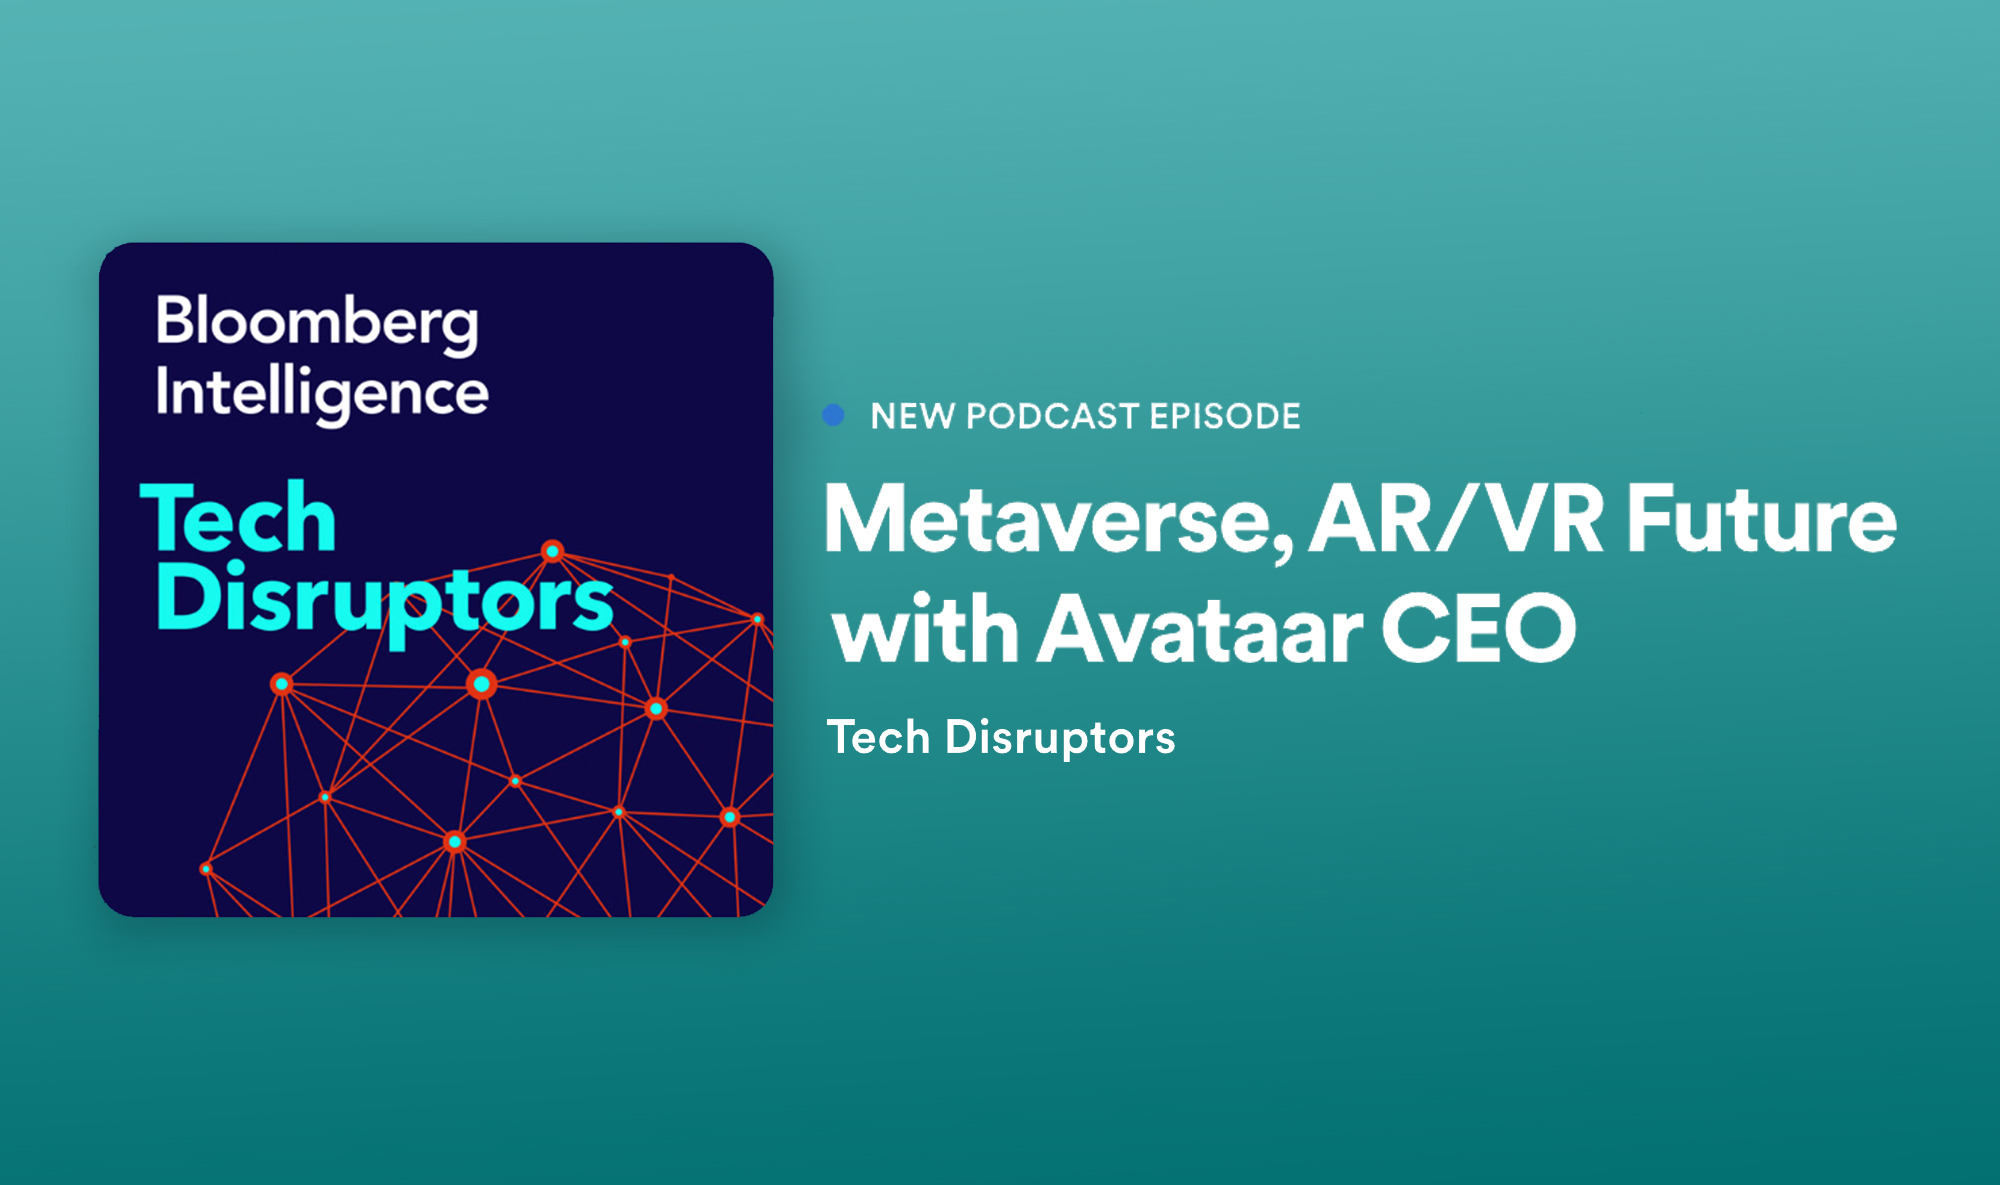 Bloomberg
Intelligence
Tech
Disruptors
NEW PODCAST EPISODE
Metaverse, AR/VR Future
with Avataar CEO
Tech Disruptors